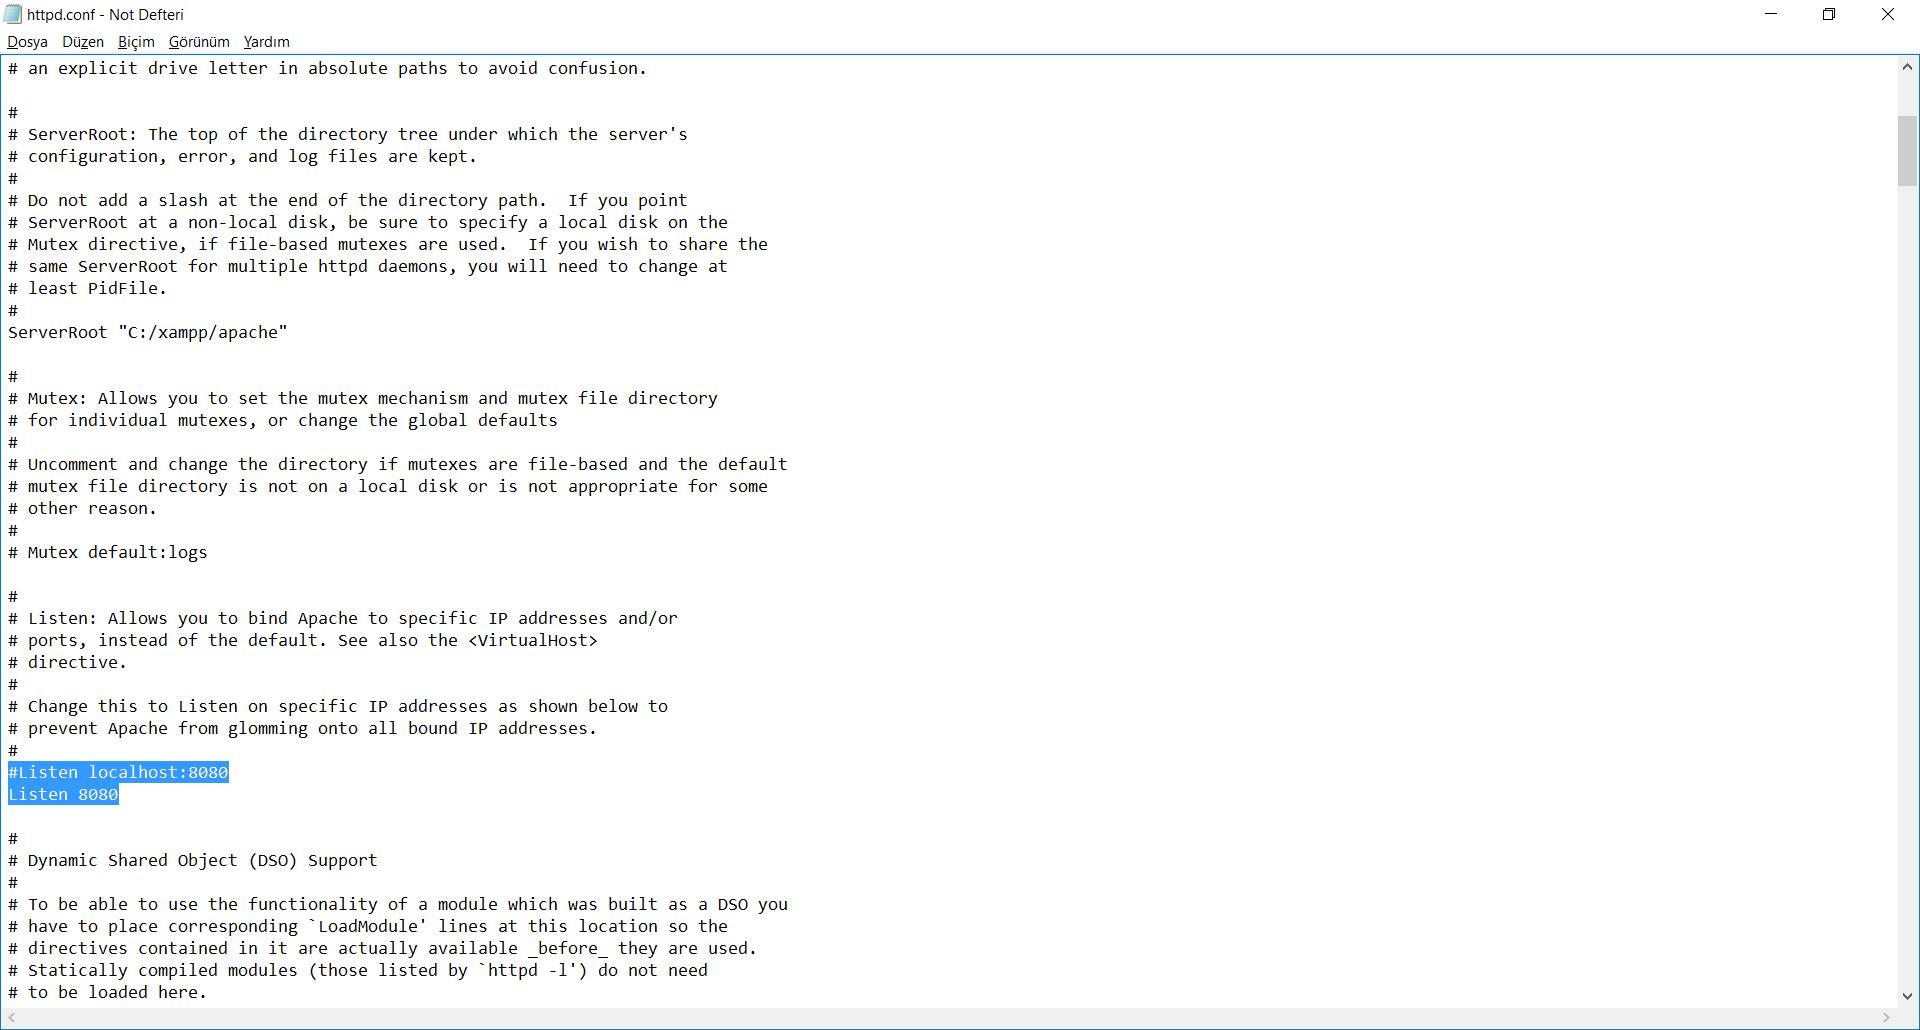 httpd.conf - Not Defteri
Dosya Düzen Biçim Görünüm Yardım
# an explicit drive letter in absolute paths to avoid confusion.
#
# ServerRoot: The top of the directory tree under which the server's
# configuration, error, and log files are kept.
#
# Do not add a slash at the end of the directory path.  If you point
# ServerRoot at a non-local disk, be sure to specify a local disk on the
# Mutex directive, if file-based mutexes are used.  If you wish to share the
# same ServerRoot for multiple httpd daemons, you will need to change at
# least PidFile.
#
ServerRoot "C:/xampp/apache"
#
# Mutex: Allows you to set the mutex mechanism and mutex file directory
# for individual mutexes, or change the global defaults
#
# Uncomment and change the directory if mutexes are file-based and the default
# mutex file directory is not on a local disk or is not appropriate for some
# other reason.
#
# Mutex default:logs
#
# Listen: Allows you to bind Apache to specific IP addresses and/or
# ports, instead of the default. See also the <VirtualHost>
# directive.
#
# Change this to Listen on specific IP addresses as shown below to
# prevent Apache from glomming onto all bound IP addresses.
#
#Listen localhost:8080
Listen 8080
#
# Dynamic Shared Object (DSO) Support
#
# To be able to use the functionality of a module which was built as a DSO you
# have to place corresponding `LoadModule' lines at this location so the
# directives contained in it are actually available _before_ they are used.
# Statically compiled modules (those listed by `httpd -l') do not need
# to be loaded here.